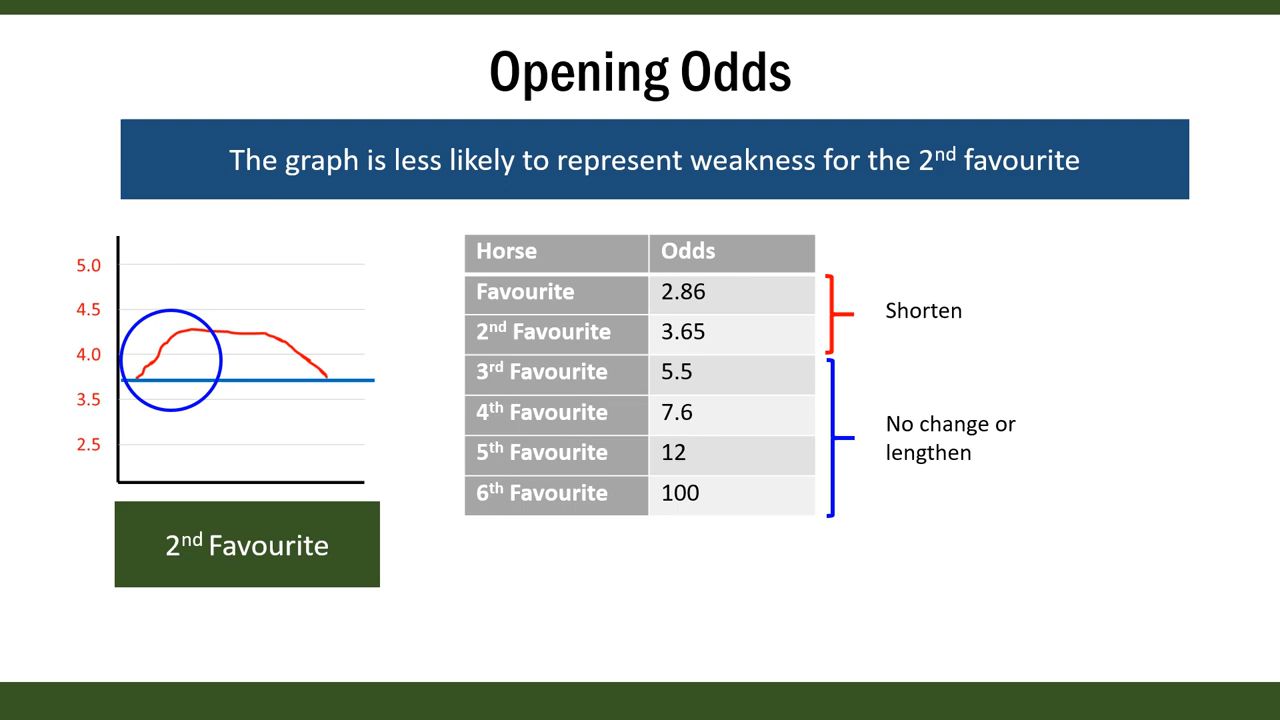 Opening Odds
The graph is less likely to represent weakness for the 2nd favourite
5.0
4.5
4.0
3.5
2.5
2nd Favourite
Horse Odds
Favourite 2.86
2nd Favourite 3.65
3rd Favourite 5.5
4th Favourite 7.6
5th Favourite 12
6th Favourite 100
Shorten
No change or
lengthen